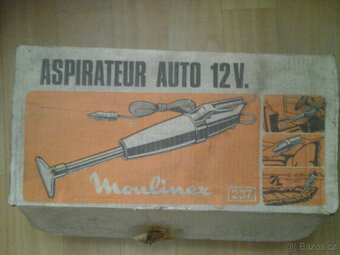 ASPIRATEUR AUTO 12V.
Moulinex
237
© Bazos.cz